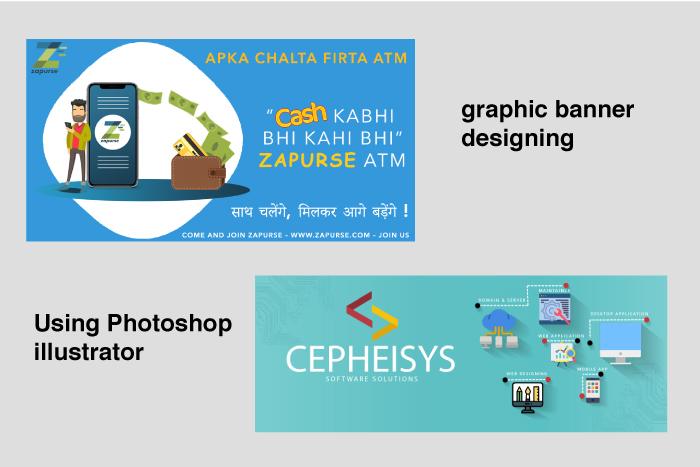 zapurse
APKA CHALTA FIRTA ATM
"Cash KABHI
BHI KAHI BHI"
ZAPURSE ATM
zapurse
साथ चलेंगे, मिलकर आगे बड़ेंगे !
COME AND JOIN ZAPURSE - WWW.ZAPURSE.COM - JOIN US
graphic banner
designing
Using Photoshop
illustrator
CEPHEISYS
SOFTWARE SOLUTIONS
MAINTAINLE
DOMAIN & SERVER
DESKTOP APPLICATION
WEB APPLICATION
MOBILE APP
WEB DESIGNING